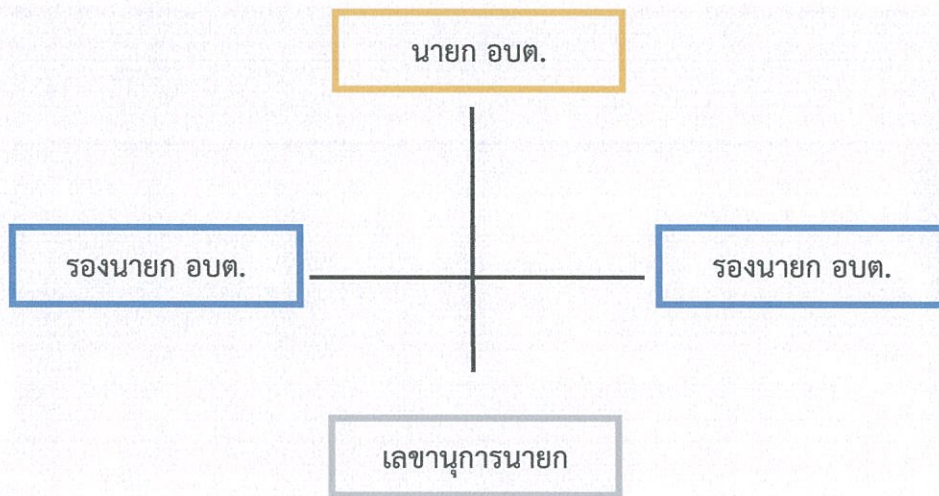 นายก อบต.
รองนายก อบต.
รองนายก อบต.
เลขานุการนายก